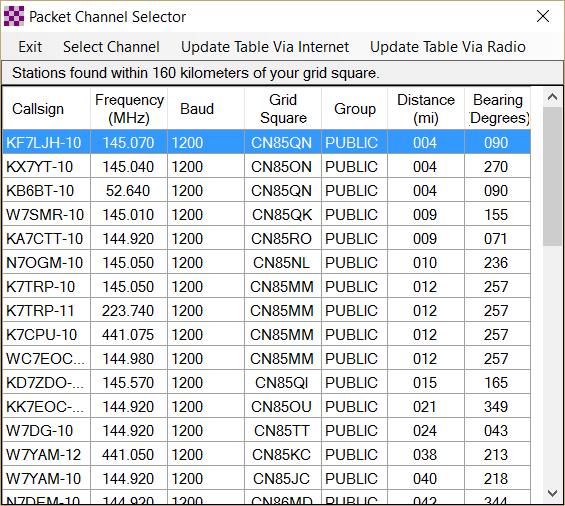 Packet Channel Selector
Exit Select Channel Update Table Via Internet Update Table Via Radio
Stations found within 160 kilometers of your grid square.
Callsign Frequency (MHz) Baud Grid Square Group Distance (mi) Bearing Degrees)
KF7LJH-10 145.070 1200 CN85QN PUBLIC 004 090
KX7YT-10 145.040 1200 CN85ON PUBLIC 004 270
KB6BT-10 52.640 1200 CN85QN PUBLIC 004 090
W7SMR-10 145.010 1200 CN85QK PUBLIC 009 155
KA7CTT-10 144.920 1200 CN85RO PUBLIC 009 071
N7OGM-10 145.050 1200 CN85NL PUBLIC 010 236
K7TRP-10 145.050 1200 CN85MM PUBLIC 012 257
K7TRP-11 223.740 1200 CN85MM PUBLIC 012 257
K7CPU-10 441.075 1200 CN85MM PUBLIC 012 257
WC7EOC... 144.980 1200 CN85MM PUBLIC 012 257
KD7ZDO-... 145.570 1200 CN85QI PUBLIC 015 165
KK7EOC-... 144.920 1200 CN85OU PUBLIC 021 349
W7DG-10 144.920 1200 CN85TT PUBLIC 024 043
W7YAM-12 441.050 1200 CN85KC PUBLIC 038 213
W7YAM-10 144.920 1200 CN85JC PUBLIC 040 218
N7DEM-10 144.920 1200 CN86MD PUBLIC 042 344